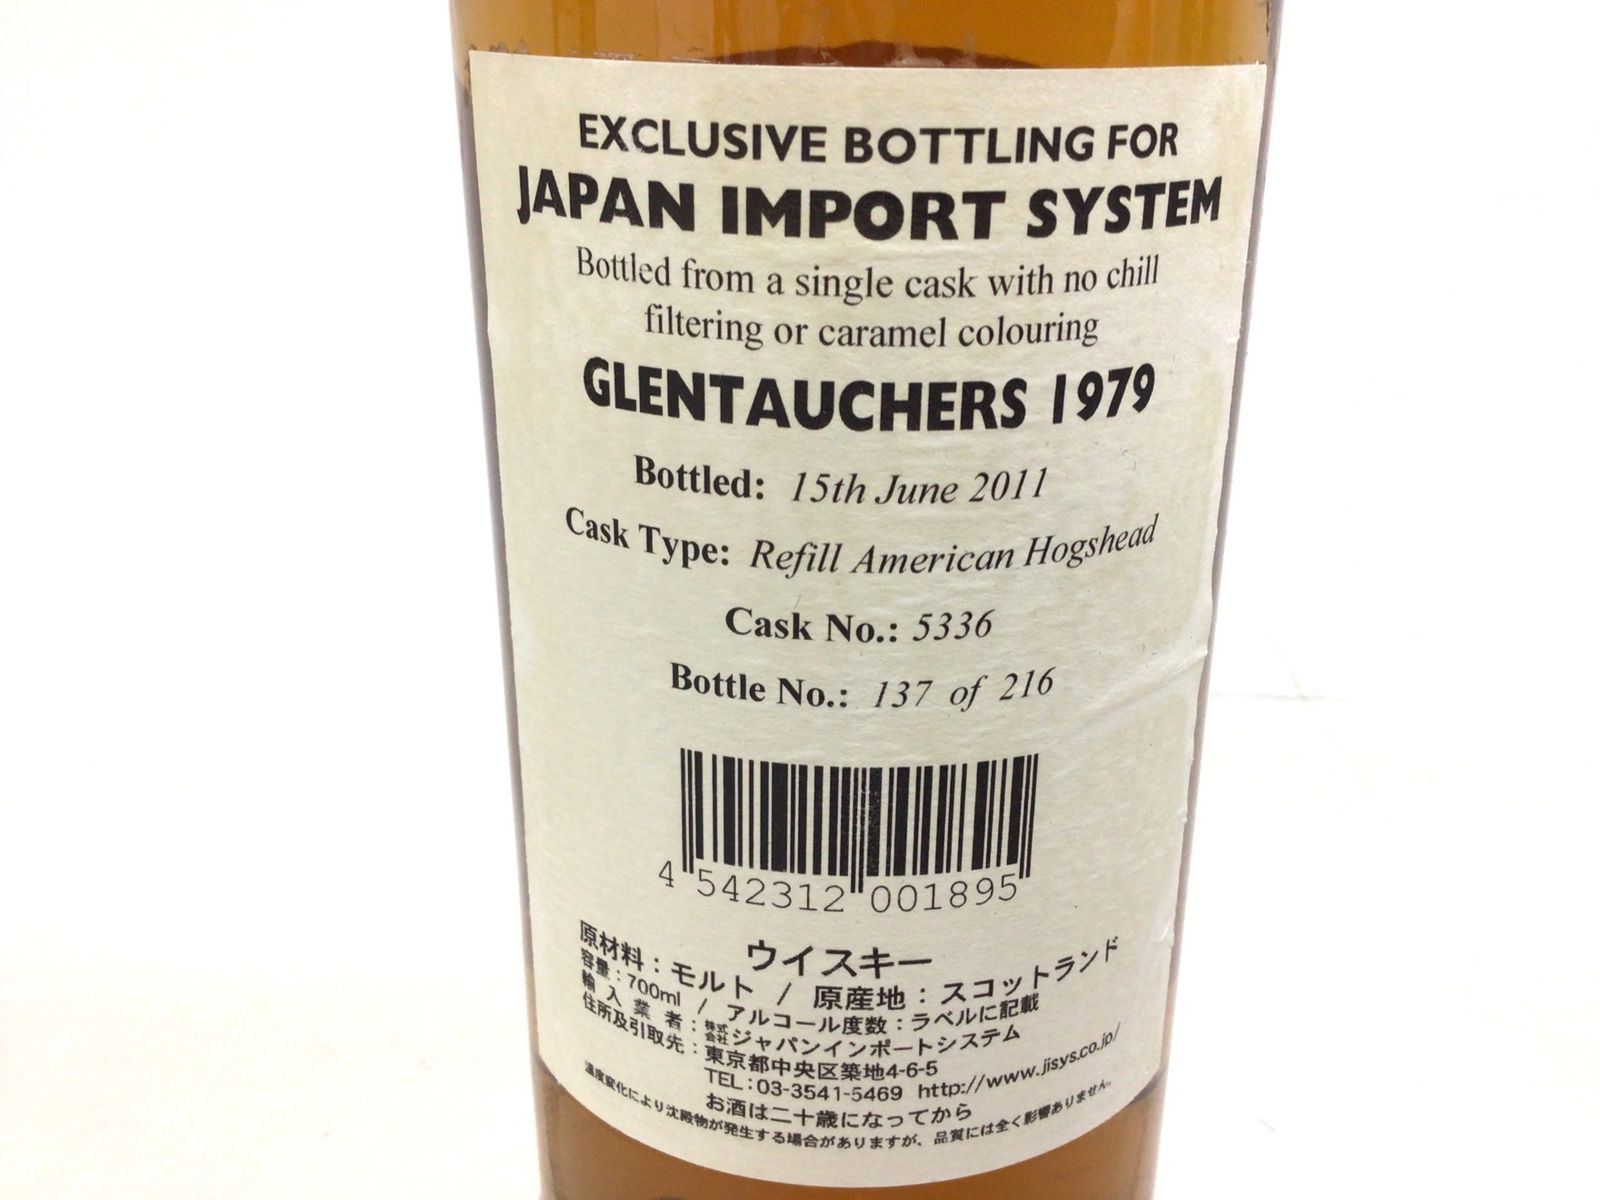 EXCLUSIVE BOTTLING FOR
JAPAN IMPORT SYSTEM
Bottled from a single cask with no chill
filtering or caramel colouring
GLENTAUCHERS 1979
Bottled: 15th June 2011
Cask Type: Refill American Hogshead
Cask No.: 5336
Bottle No.: 137 of 216
4 542312 001895
ウイスキー
原材料：モルト / 原産地：スコットランド
容量：700ml / アルコール度数：ラベルに記載
輸入業者：株式会社ジャパンインポートシステム
住所及引取先：東京都中央区築地4-6-5
TEL：03-3541-5469 http://www.jisys.co.jp/
お酒は二十歳になってから
温度変化により沈殿物が発生する場合がありますが、品質には全く影響ありません。